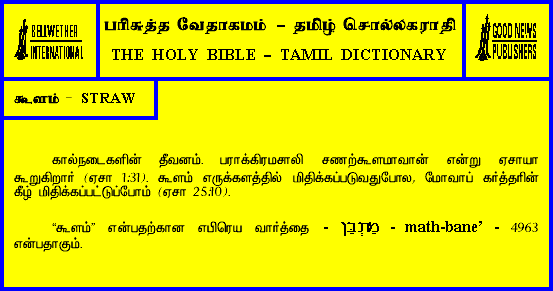 BELLWETHER
INTERNATIONAL
பரிசுத்த வேதாகமம் – தமிழ் சொல்லகராதி
THE HOLY BIBLE – TAMIL DICTIONARY
GOOD NEWS
PUBLISHERS
கூளம் - STRAW
கால்நடைகளின் தீவனம். பராக்கிரமசாலி சணற்கூளமாவான் என்று ஏசாயா
கூறுகிறார் (ஏசா 1:31). கூளம் எருக்களத்தில் மிதிக்கப்படுவதுபோல, மோவாப் கர்த்தரின்
கீழ் மிதிக்கப்பட்டுப்போம் (ஏசா 25:10).
“கூளம்” என்பதற்கான எபிரெய வார்த்தை - מַתְבֵּן - math-bane’ - 4963
என்பதாகும்.